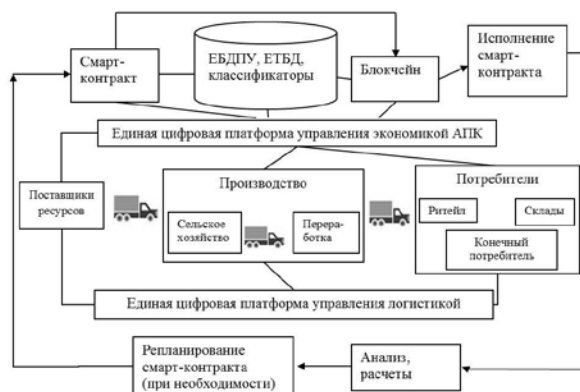 Смарт-
контракт
ЕБДПУ, ЕТБД,
классификаторы
Блокчейн
Исполнение
смарт-
контракта
Единая цифровая платформа управления экономикой АПК
Поставщики
ресурсов
Производство
Сельское
хозяйство
Перера-
ботка
Потребители
Ритейл
Склады
Конечный
потребитель
Единая цифровая платформа управления логистикой
Репланирование
смарт-контракта
(при необходимости)
Анализ,
расчеты